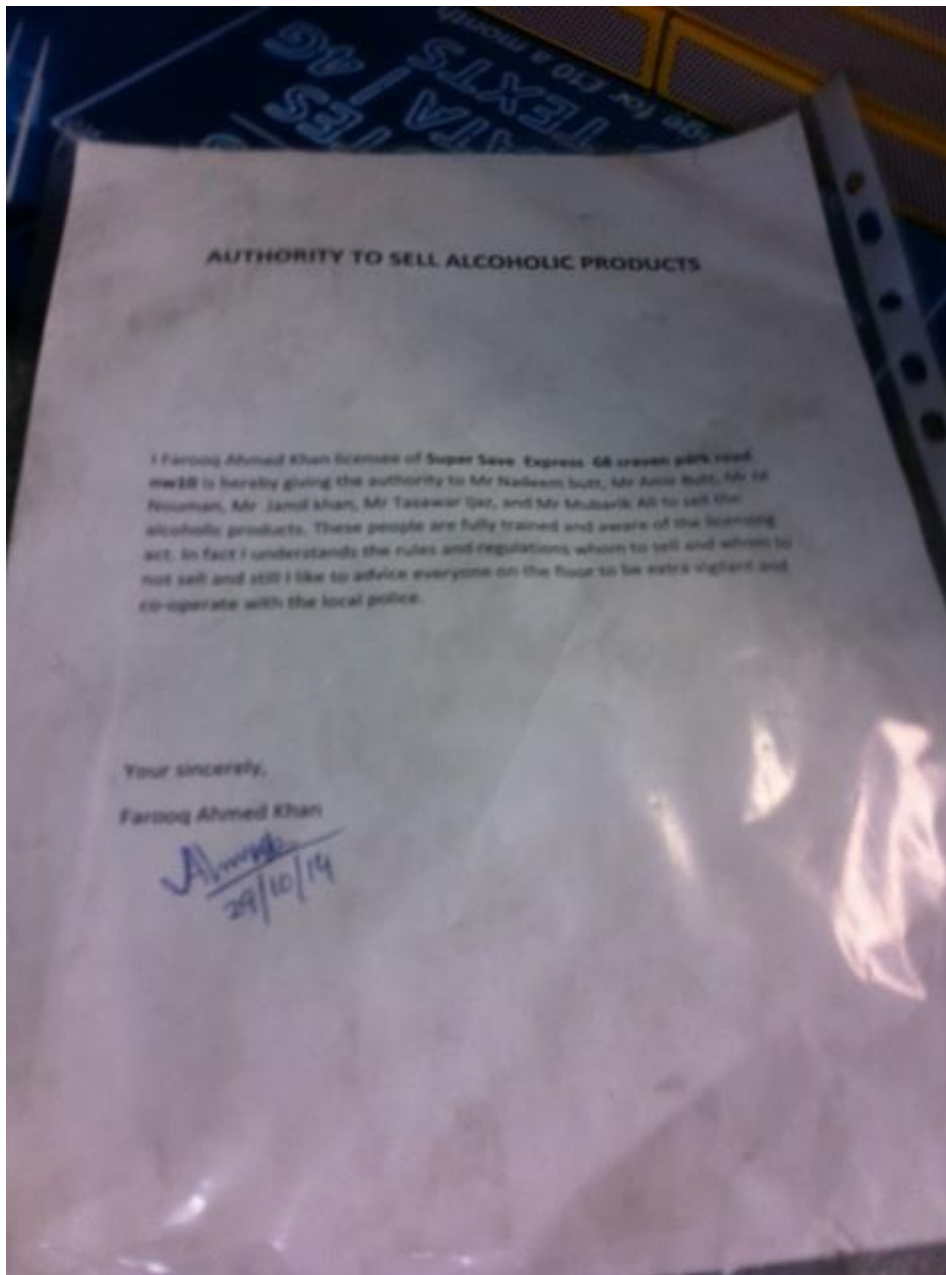 for £10 a month
TEXTS
4G
AUTHORITY TO SELL ALCOHOLIC PRODUCTS
I Farooq Ahmed Khan licensee of Super Save Express 68 craven park road
nw10 is hereby giving the authority to Mr Nadeem butt, Mr Amir Butt, Mr M
Nouman, Mr Jamil khan, Mr Tasawar Ijaz, and Mr Mubarik Ali to sell the
alcoholic products. These people are fully trained and aware of the licensing
act. In fact I understands the rules and regulations whom to sell and whom to
not sell and still I like to advice everyone on the floor to be extra vigilant and
co-operate with the local police.
Your sincerely,
Farooq Ahmed Khan
29/10/14